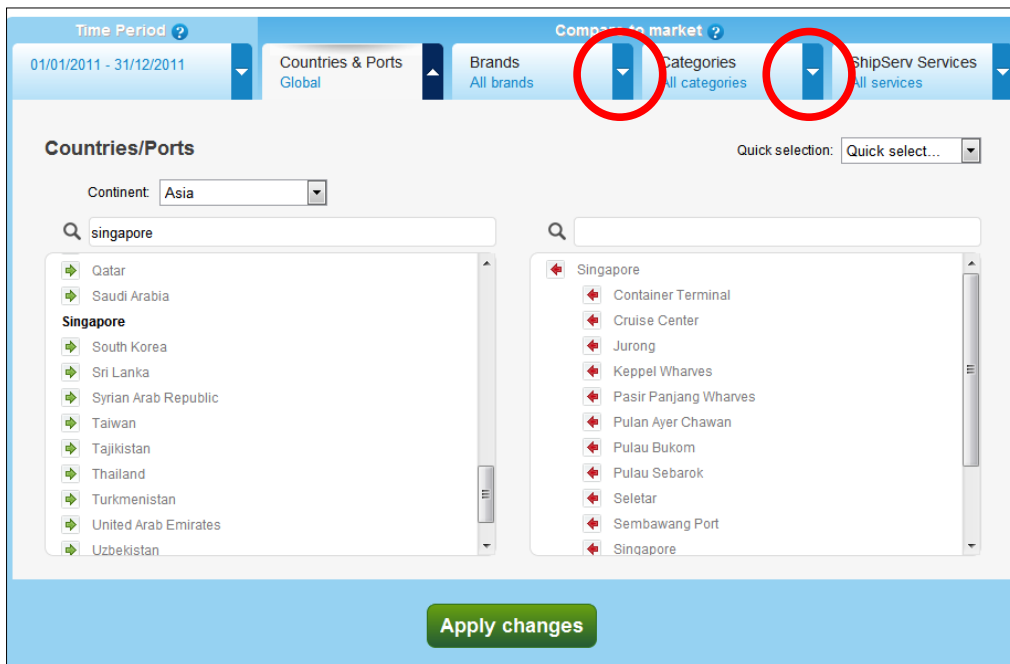 Time Period ?
Compare to market ?
01/01/2011 - 31/12/2011
Countries & Ports
Global
Brands
All brands
Categories
All categories
ShipServ Services
All services
Countries/Ports
Quick selection: Quick select...
Continent: Asia
singapore
Qatar
Saudi Arabia
Singapore
South Korea
Sri Lanka
Syrian Arab Republic
Taiwan
Tajikistan
Thailand
Turkmenistan
United Arab Emirates
Uzbekistan
Singapore
Container Terminal
Cruise Center
Jurong
Keppel Wharves
Pasir Panjang Wharves
Pulan Ayer Chawan
Pulau Bukom
Pulau Sebarok
Seletar
Sembawang Port
Singapore
Apply changes